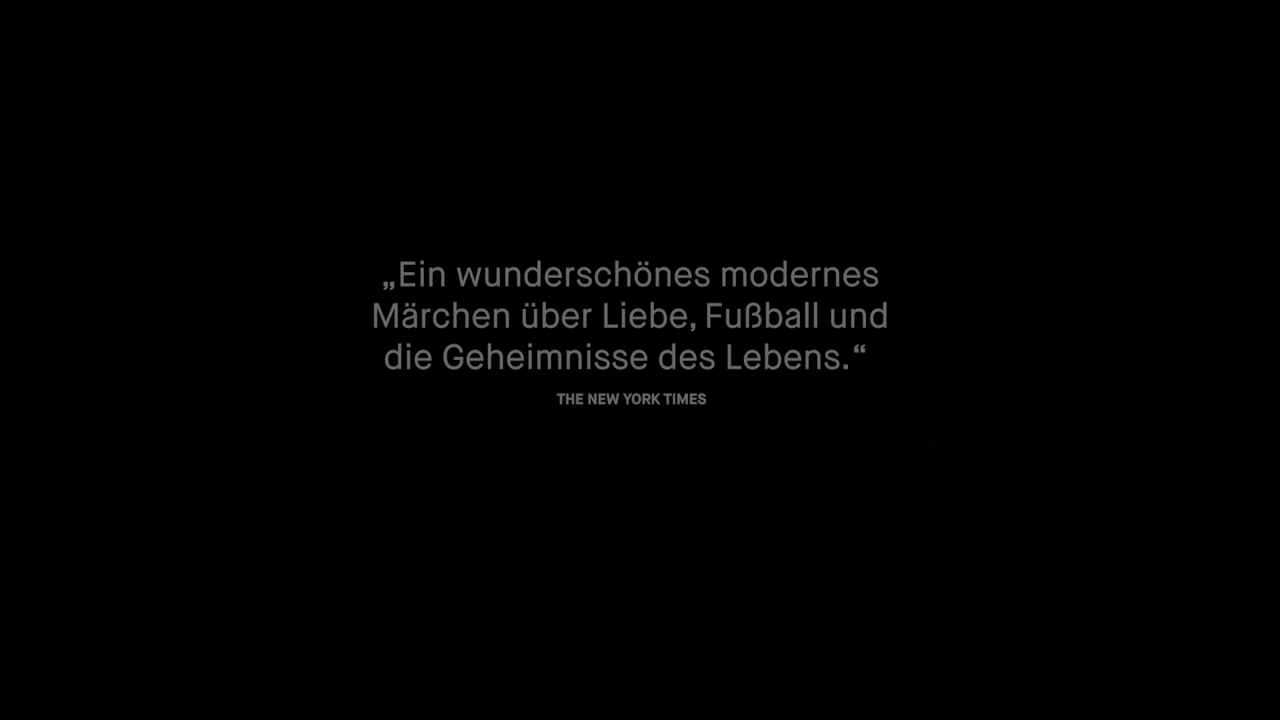 „Ein wunderschönes modernes
Märchen über Liebe, Fußball und
die Geheimnisse des Lebens.“
THE NEW YORK TIMES